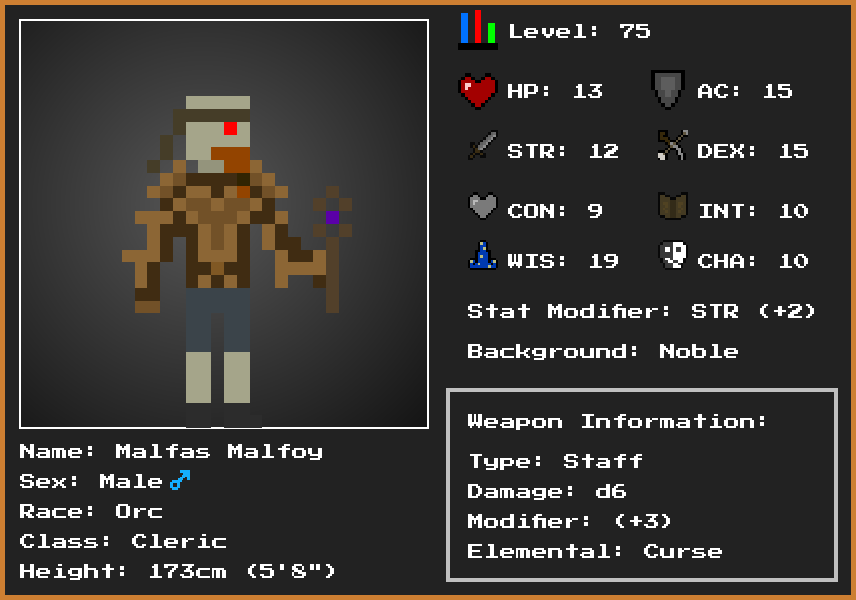 Level: 75
HP: 13
AC: 15
STR: 12
DEX: 15
CON: 9
INT: 10
WIS: 19
CHA: 10
Stat Modifier: STR (+2)
Background: Noble
Weapon Information:
Type: Staff
Damage: d6
Modifier: (+3)
Elemental: Curse
Name: Malfas Malfoy
Sex: Male ♂
Race: Orc
Class: Cleric
Height: 173cm (5'8")